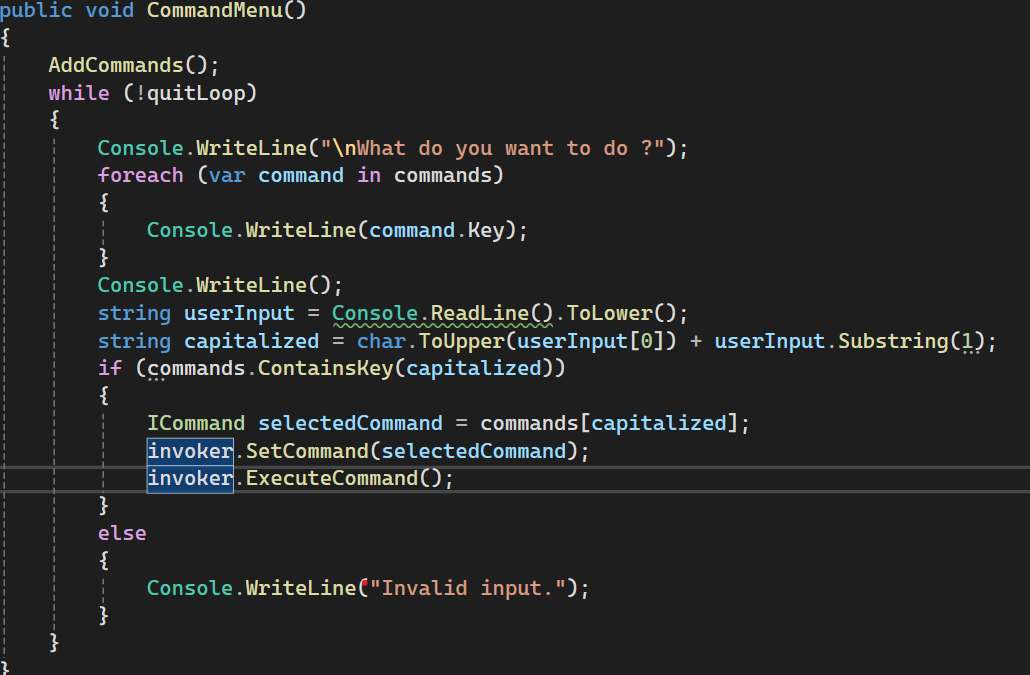 public void CommandMenu()
{
    AddCommands();
    while (!quitLoop)
    {
        Console.WriteLine("\nWhat do you want to do ?");
        foreach (var command in commands)
        {
            Console.WriteLine(command.Key);
        }
        Console.WriteLine();
        string userInput = Console.ReadLine().ToLower();
        string capitalized = char.ToUpper(userInput[0]) + userInput.Substring(1);
        if (commands.ContainsKey(capitalized))
        {
            ICommand selectedCommand = commands[capitalized];
            invoker.SetCommand(selectedCommand);
            invoker.ExecuteCommand();
        }
        else
        {
            Console.WriteLine("Invalid input.");
        }
    }
}